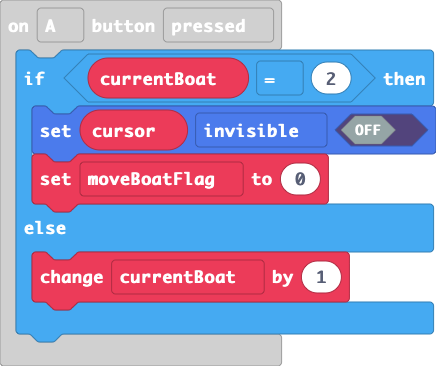 on A button pressed
if currentBoat = 2 then
set cursor invisible OFF
set moveBoatFlag to 0
else
change currentBoat by 1